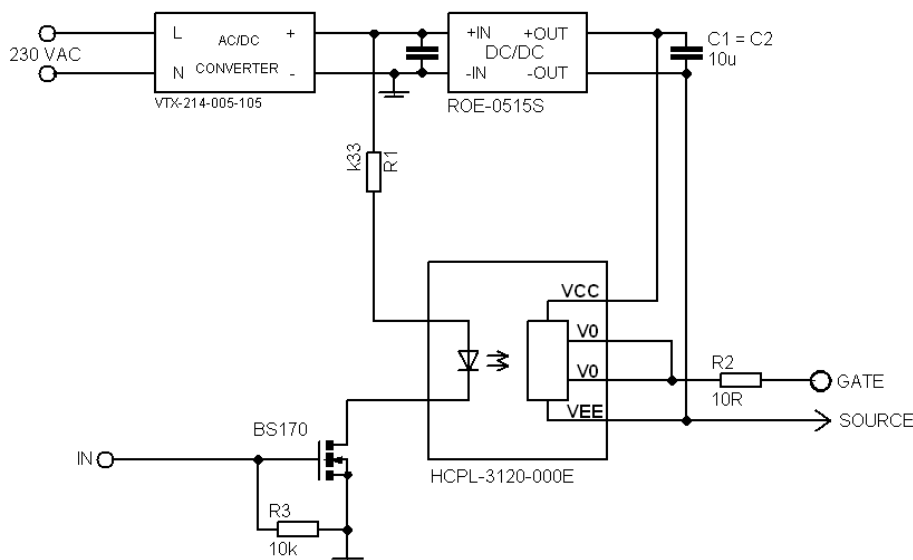 230 VAC
L
N
AC/DC
CONVERTER
+
-
VTX-214-005-105
+IN
-IN
DC/DC
+OUT
-OUT
ROE-0515S
C1 = C2
10u
k33
R1
VCC
V0
V0
VEE
HCPL-3120-000E
R2
10R
GATE
SOURCE
BS170
IN
R3
10k